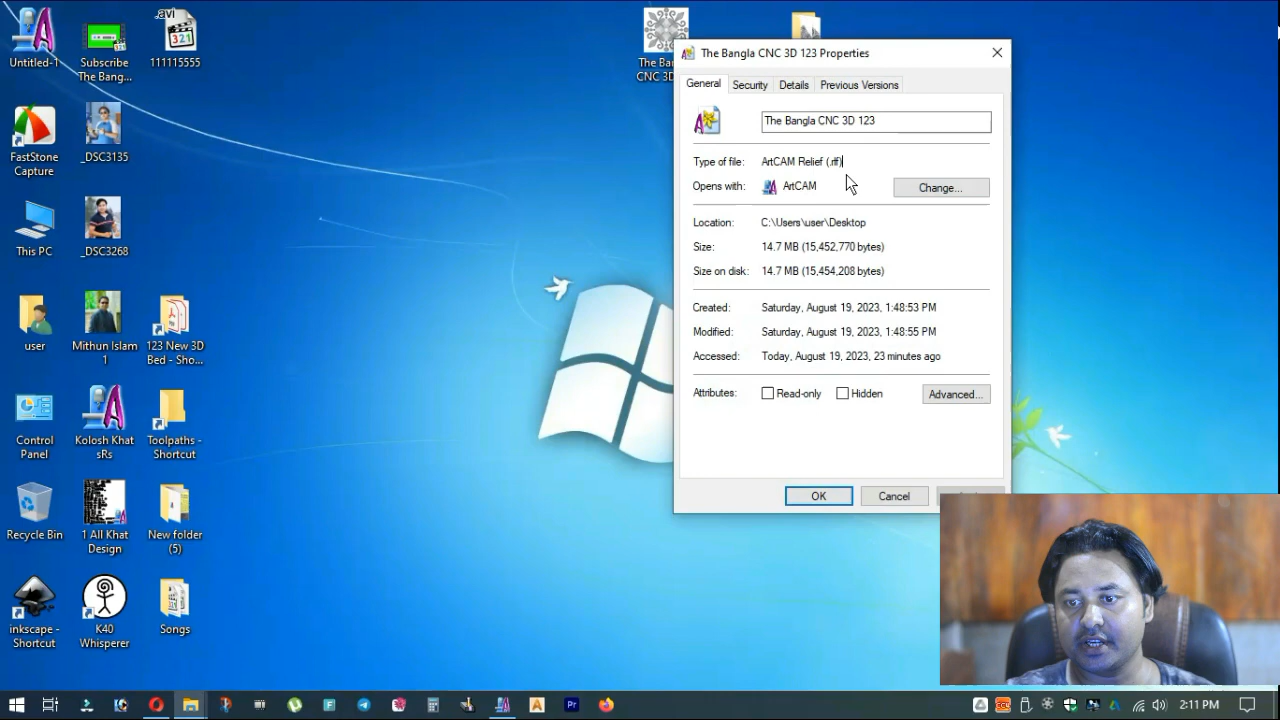 .avi
Untitled-1
Subscribe
The Bang...
321
111115555
The Ba
CNC 3D
FastStone
Capture
_DSC3135
This PC
_DSC3268
user
Mithun Islam
1
123 New 3D
Bed - Sho...
Control
Panel
Kolosh Khat
sRs
Toolpaths -
Shortcut
Recycle Bin
1 All Khat
Design
New folder
(5)
inkscape -
Shortcut
K40
Whisperer
Songs
The Bangla CNC 3D 123 Properties
General
Security
Details
Previous Versions
The Bangla CNC 3D 123
Type of file: ArtCAM Relief (.rlf)
Opens with: ArtCAM
Change...
Location: C:\Users\user\Desktop
Size: 14.7 MB (15,452,770 bytes)
Size on disk: 14.7 MB (15,454,208 bytes)
Created: Saturday, August 19, 2023, 1:48:53 PM
Modified: Saturday, August 19, 2023, 1:48:55 PM
Accessed: Today, August 19, 2023, 23 minutes ago
Attributes: Read-only Hidden
Advanced...
OK
Cancel
Pr
2:11 PM